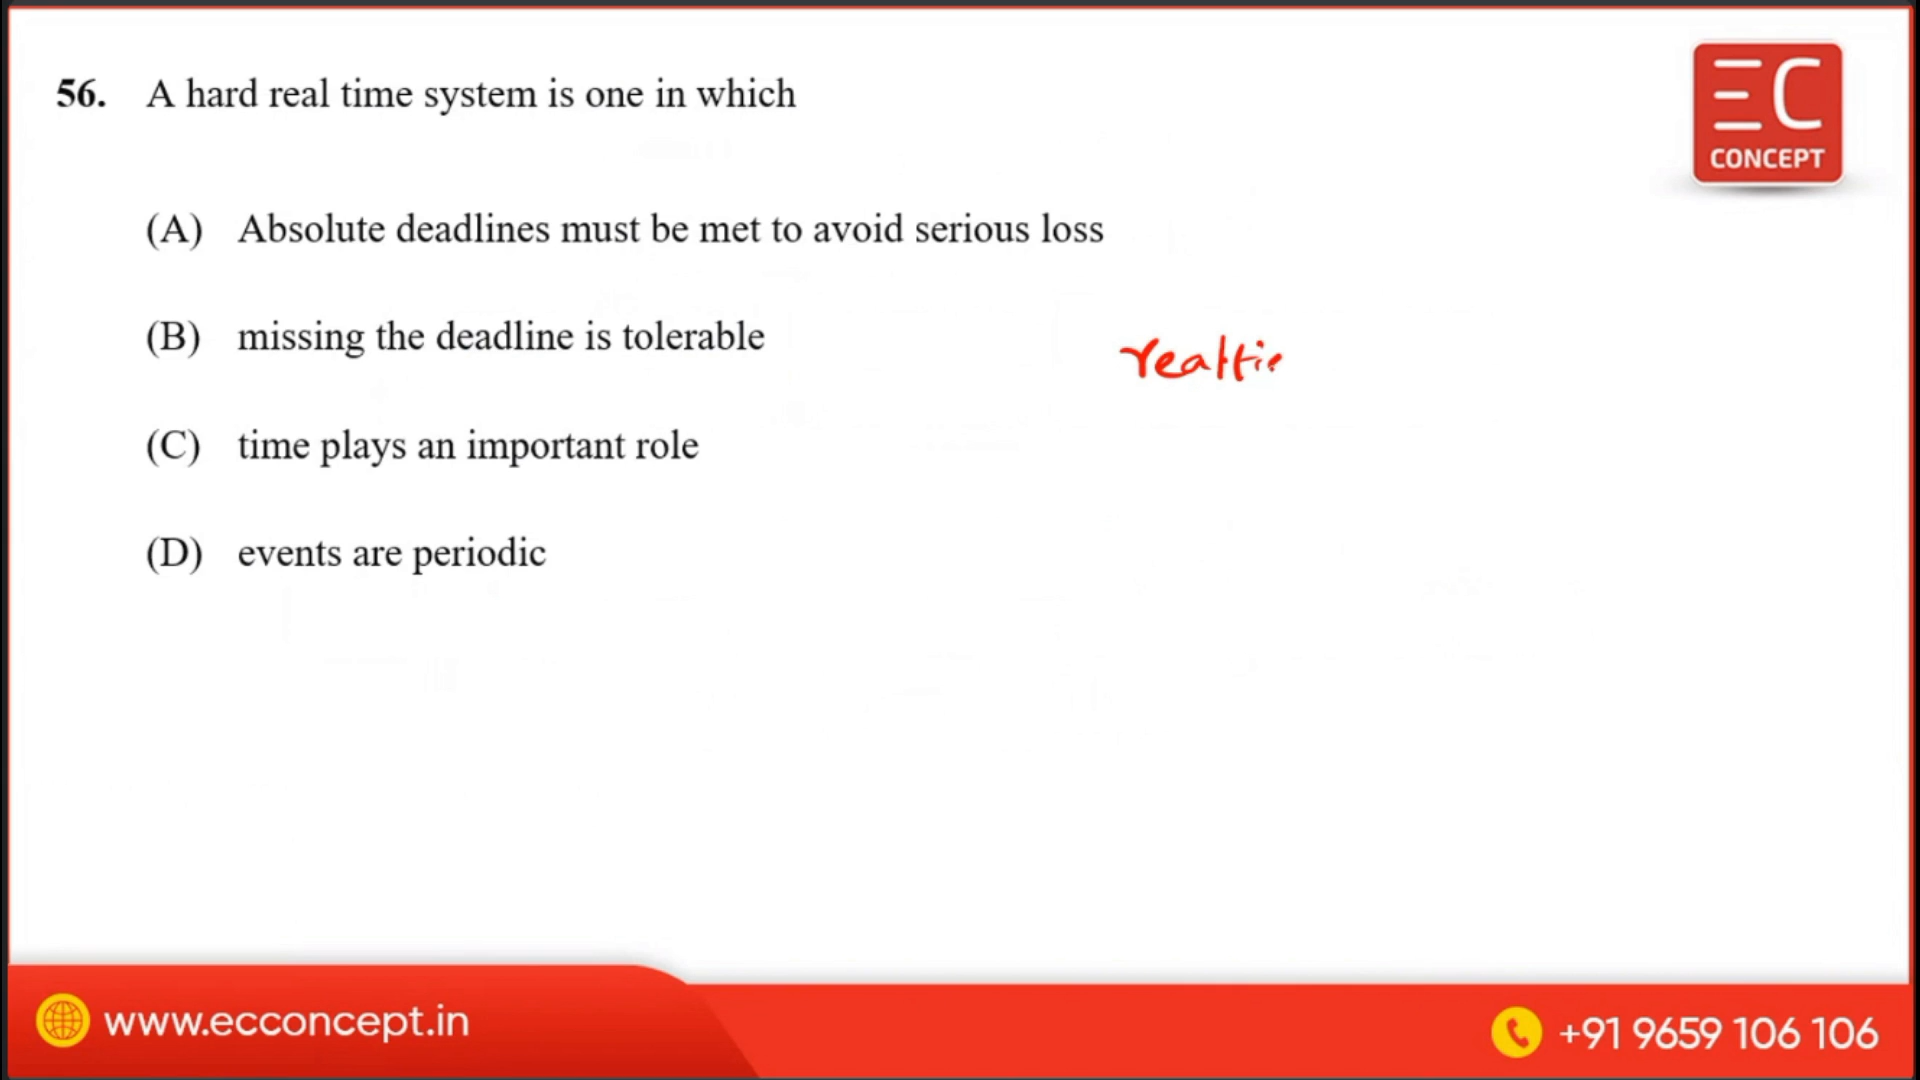 56. A hard real time system is one in which
EC
CONCEPT
(A) Absolute deadlines must be met to avoid serious loss
(B) missing the deadline is tolerable
realti
(C) time plays an important role
(D) events are periodic
www.ecconcept.in
+91 9659 106 106